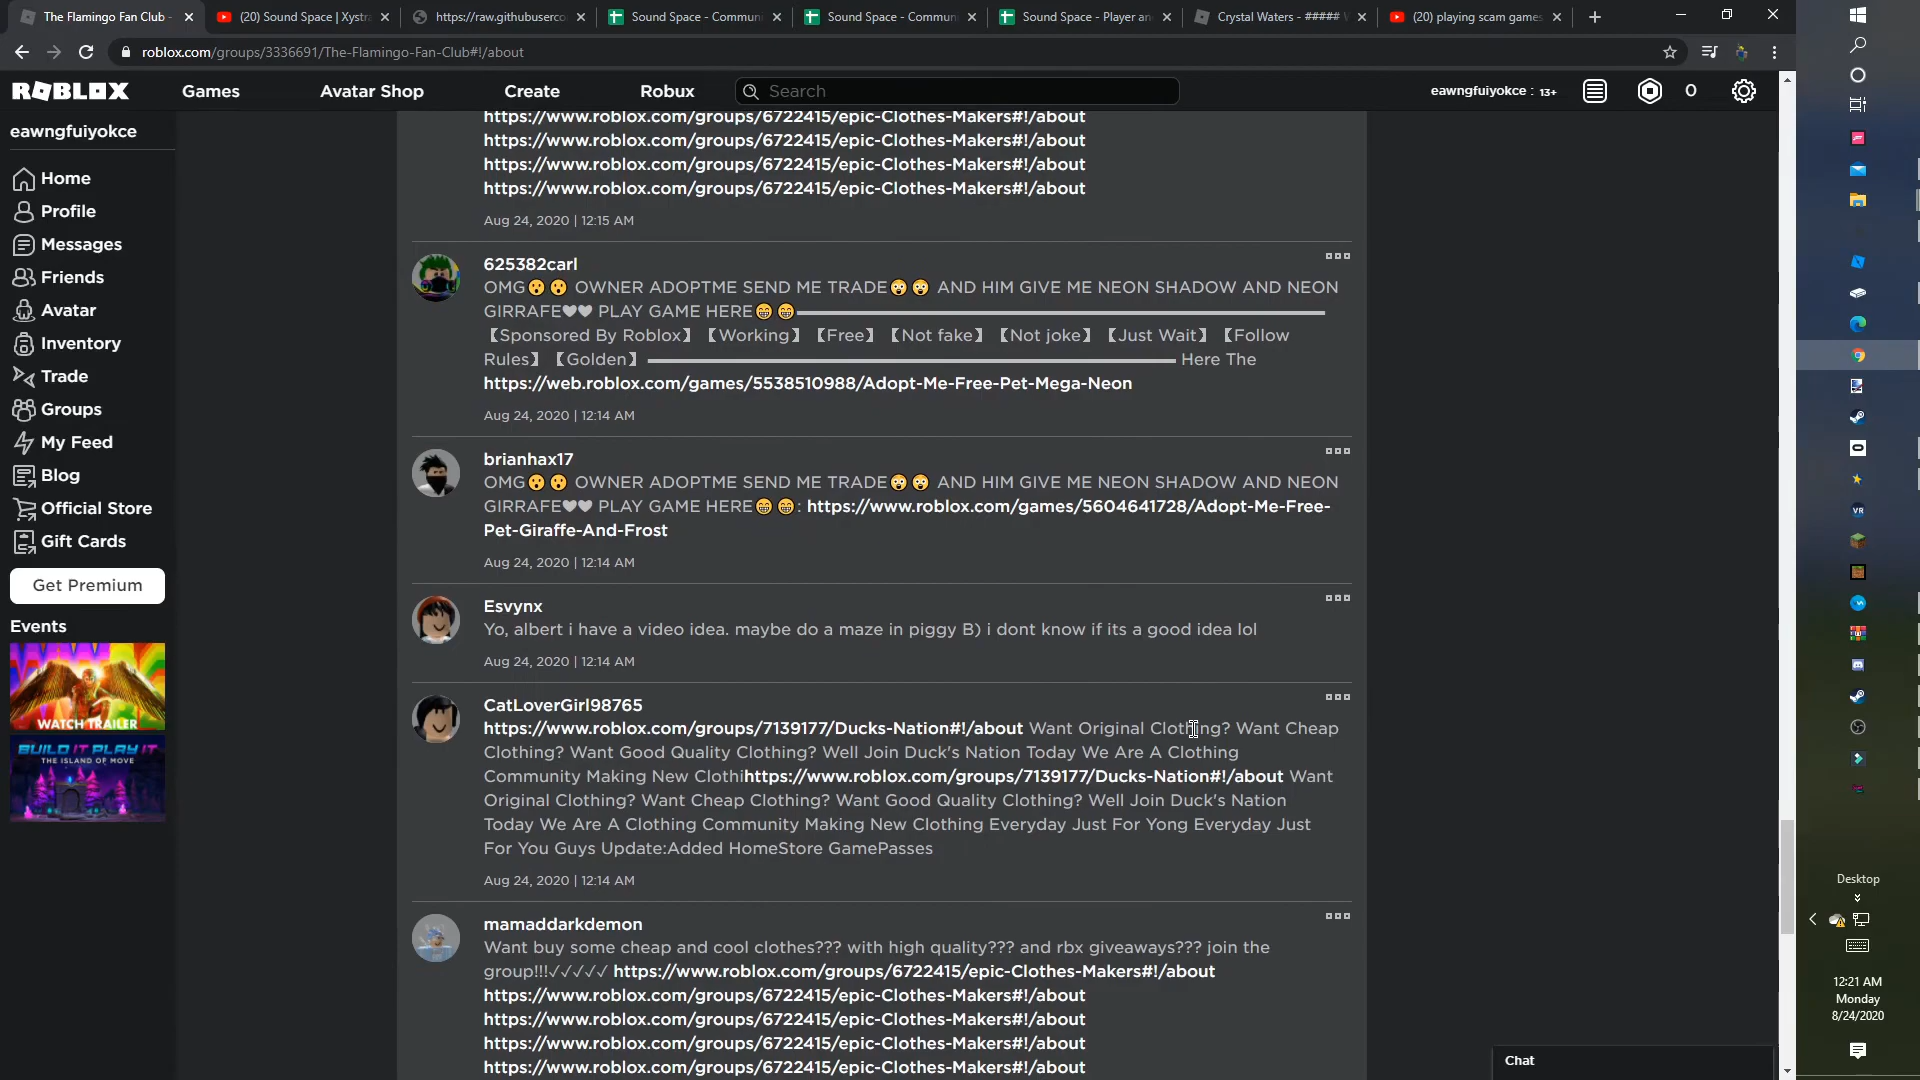 The Flamingo Fan Club -
(20) Sound Space | Xystra
https://raw.githubuserco
Sound Space - Commun
Sound Space - Commun
Sound Space - Player an
Crystal Waters - ##### W
(20) playing scam games
roblox.com/groups/3336691/The-Flamingo-Fan-Club#!/about
ROBLOX
Games
Avatar Shop
Create
Robux
Search
eawngfuiyokce : 13+
0
eawngfuiyokce
Home
Profile
Messages
Friends
Avatar
Inventory
Trade
Groups
My Feed
Blog
Official Store
Gift Cards
Get Premium
Events
WATCH TRAILER
BUILD IT PLAY IT
THE ISLAND OF MOVE
https://www.roblox.com/groups/6722415/epic-Clothes-Makers#!/about
https://www.roblox.com/groups/6722415/epic-Clothes-Makers#!/about
https://www.roblox.com/groups/6722415/epic-Clothes-Makers#!/about
https://www.roblox.com/groups/6722415/epic-Clothes-Makers#!/about
Aug 24, 2020 | 12:15 AM
625382carl
OMG😮😮 OWNER ADOPTME SEND ME TRADE😳😳 AND HIM GIVE ME NEON SHADOW AND NEON
GIRRAFE🖤🖤 PLAY GAME HERE😁😁▬▬▬▬▬▬▬▬▬▬▬▬▬▬▬▬▬▬▬▬▬▬
【Sponsored By Roblox】 【Working】 【Free】 【Not fake】 【Not joke】 【Just Wait】 【Follow
Rules】 【Golden】 ▬▬▬▬▬▬▬▬▬▬▬▬▬▬▬▬▬▬▬▬▬▬ Here The
https://web.roblox.com/games/5538510988/Adopt-Me-Free-Pet-Mega-Neon
Aug 24, 2020 | 12:14 AM
brianhax17
OMG😮😮 OWNER ADOPTME SEND ME TRADE😳😳 AND HIM GIVE ME NEON SHADOW AND NEON
GIRRAFE🖤🖤 PLAY GAME HERE😁😁: https://www.roblox.com/games/5604641728/Adopt-Me-Free-
Pet-Giraffe-And-Frost
Aug 24, 2020 | 12:14 AM
Esvynx
Yo, albert i have a video idea. maybe do a maze in piggy B) i dont know if its a good idea lol
Aug 24, 2020 | 12:14 AM
CatLoverGirl98765
https://www.roblox.com/groups/7139177/Ducks-Nation#!/about Want Original Clothing? Want Cheap
Clothing? Want Good Quality Clothing? Well Join Duck's Nation Today We Are A Clothing
Community Making New Clothihttps://www.roblox.com/groups/7139177/Ducks-Nation#!/about Want
Original Clothing? Want Cheap Clothing? Want Good Quality Clothing? Well Join Duck's Nation
Today We Are A Clothing Community Making New Clothing Everyday Just For Yong Everyday Just
For You Guys Update:Added HomeStore GamePasses
Aug 24, 2020 | 12:14 AM
mamaddarkdemon
Want buy some cheap and cool clothes??? with high quality??? and rbx giveaways??? join the
group!!!✓✓✓✓✓ https://www.roblox.com/groups/6722415/epic-Clothes-Makers#!/about
https://www.roblox.com/groups/6722415/epic-Clothes-Makers#!/about
https://www.roblox.com/groups/6722415/epic-Clothes-Makers#!/about
https://www.roblox.com/groups/6722415/epic-Clothes-Makers#!/about
https://www.roblox.com/groups/6722415/epic-Clothes-Makers#!/about
Chat
VR
Desktop
12:21 AM
Monday
8/24/2020